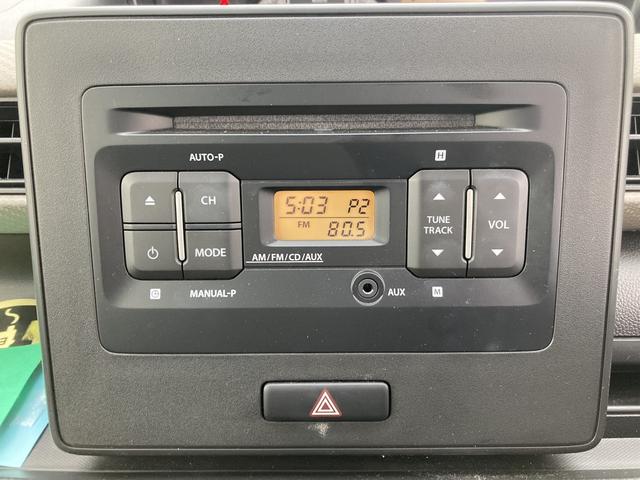 AUTO-P
H
CH
5:03 P2
FM 80.5
TUNE
TRACK
VOL
MODE
AM/FM/CD/AUX
MANUAL-P
AUX
M